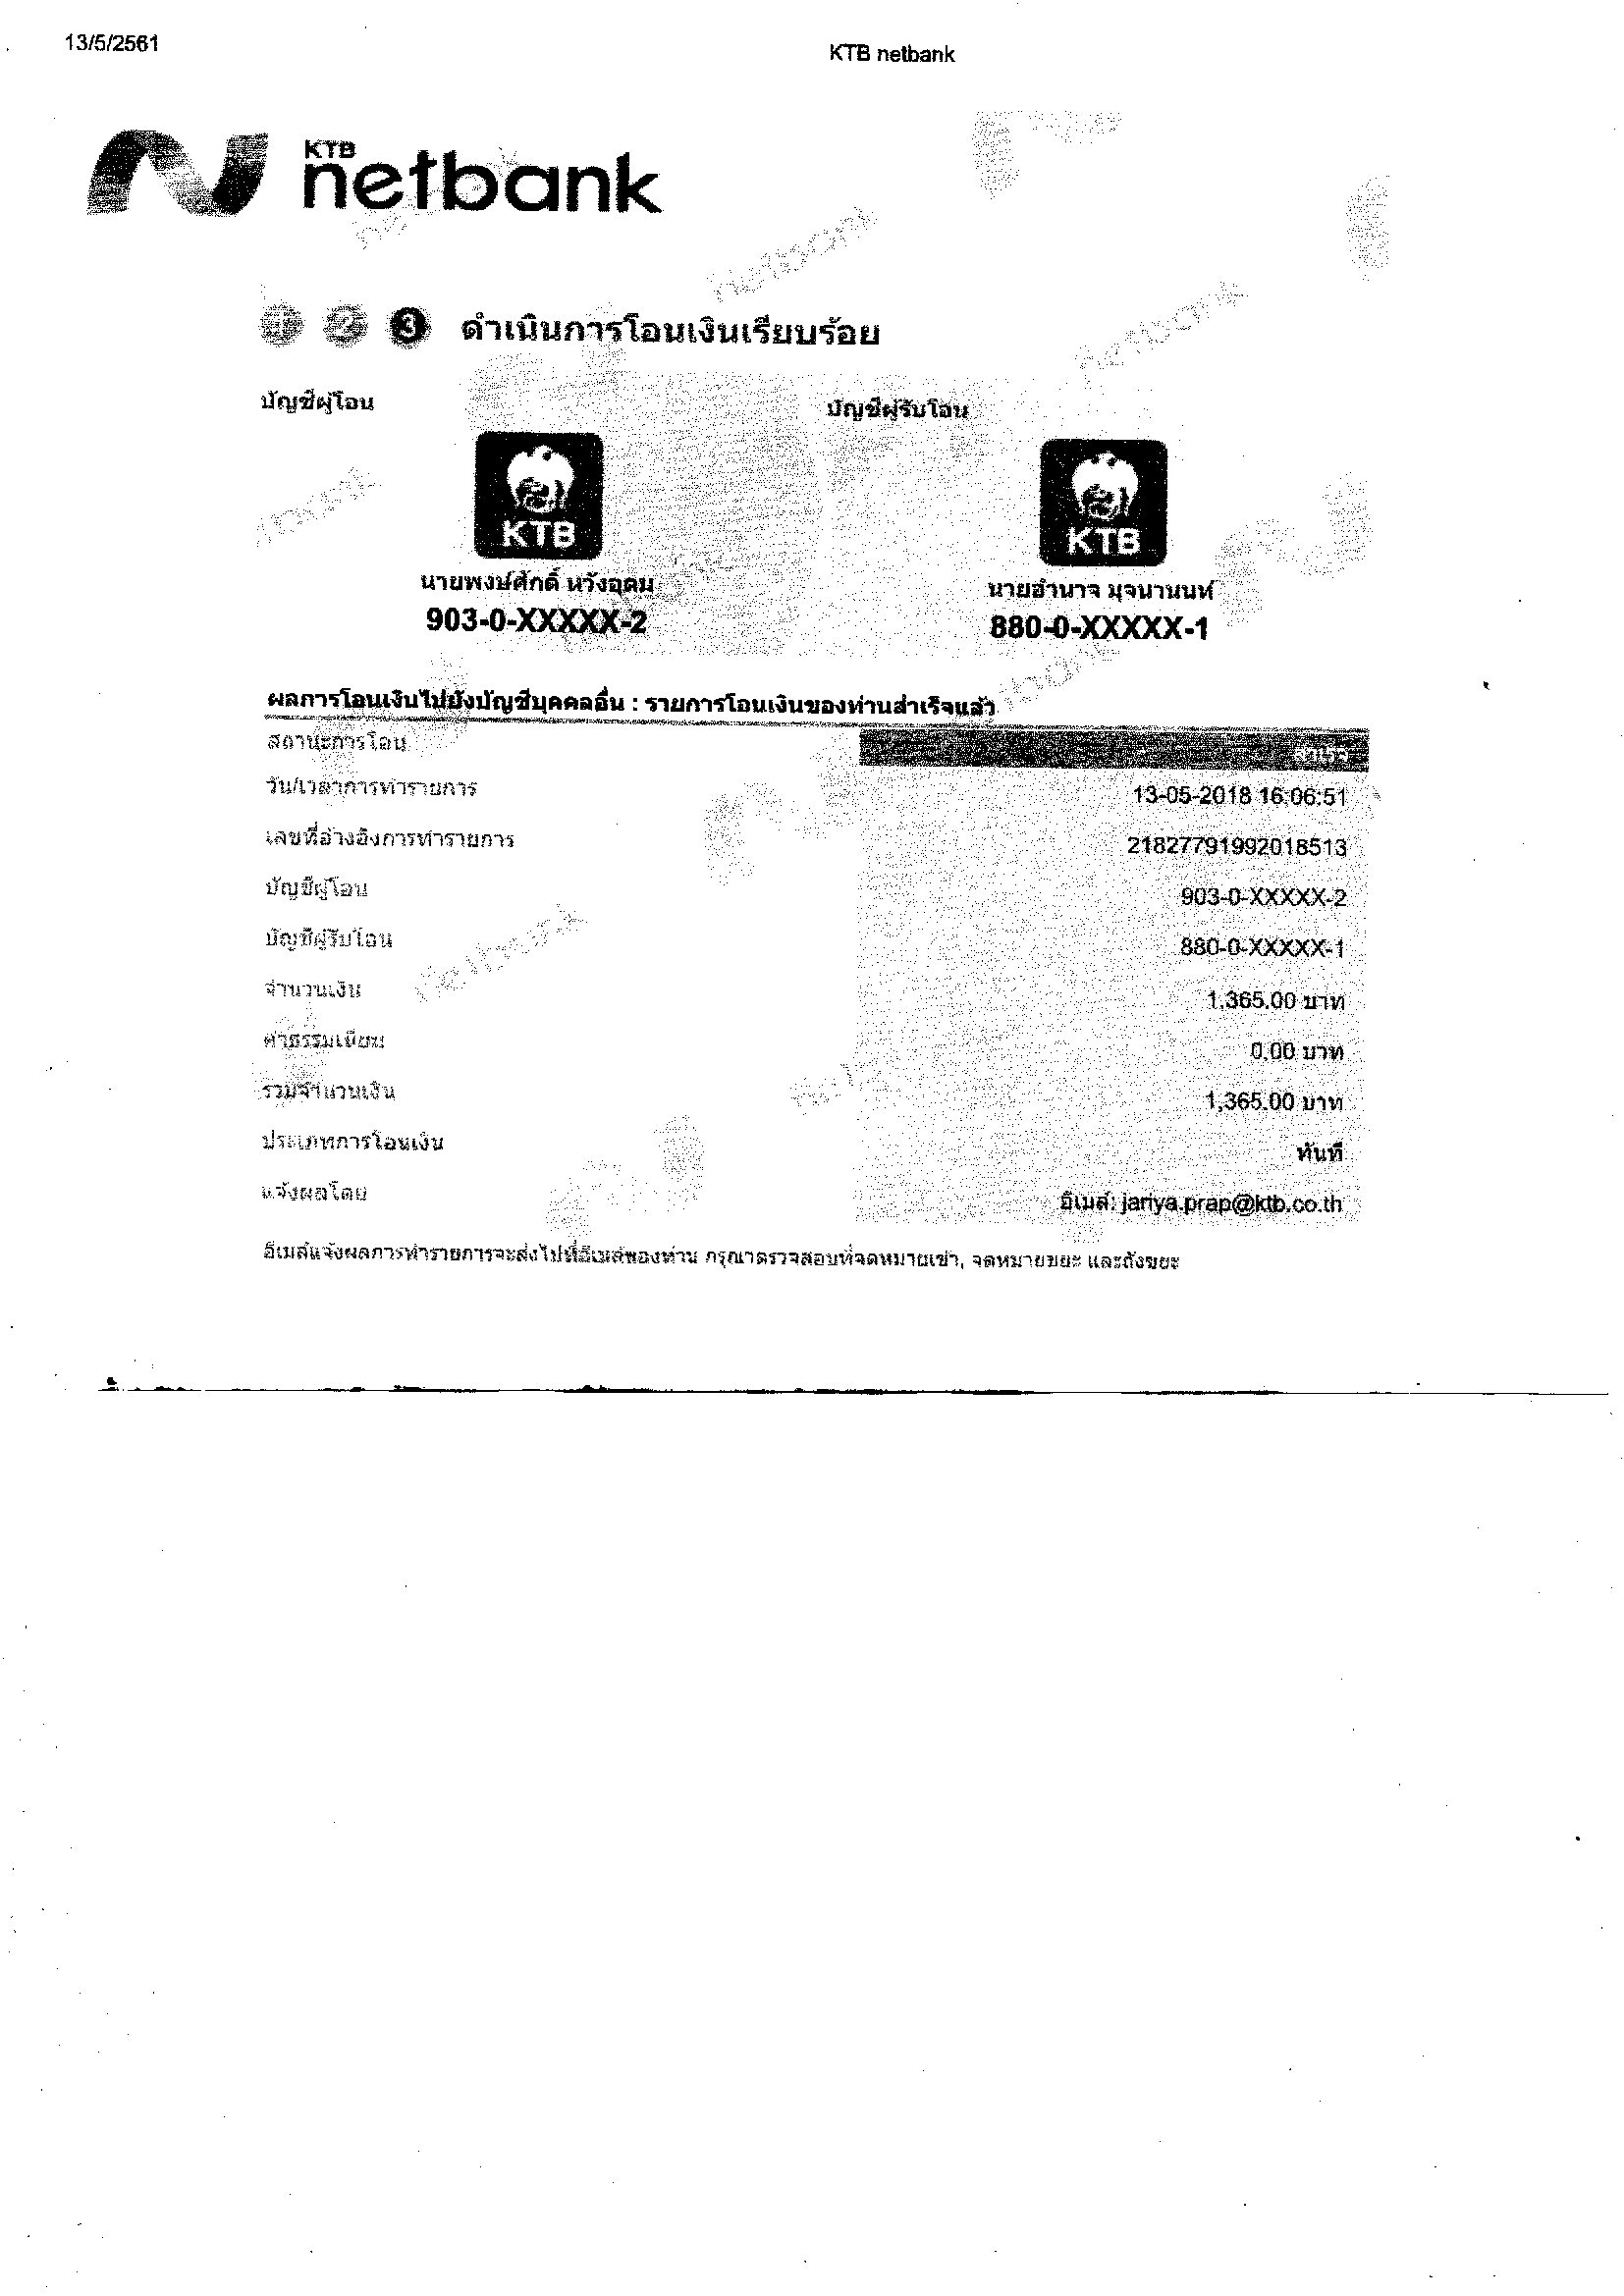 13/5/2561
KTB netbank
KTB
netbank
1 2 3 ดำเนินการโอนเงินเรียบร้อย
บัญชีผู้โอน บัญชีผู้รับโอน
KTB KTB
นายพงษ์ศักดิ์ หวังอุดม นายอำนาจ มุจนานนท์
903-0-XXXXX-2 880-0-XXXXX-1
ผลการโอนเงินไปยังบัญชีบุคคลอื่น : รายการโอนเงินของท่านสำเร็จแล้ว
สถานะการโอน สำเร็จ
วัน/เวลาการทำรายการ 13-05-2018 16:06:51
เลขที่อ้างอิงการทำรายการ 21827791992018513
บัญชีผู้โอน 903-0-XXXXX-2
บัญชีผู้รับโอน 880-0-XXXXX-1
จำนวนเงิน 1,365.00 บาท
ค่าธรรมเนียม 0.00 บาท
รวมจำนวนเงิน 1,365.00 บาท
ประเภทการโอนเงิน ทันที
แจ้งผลโดย อีเมล์: jariya.prap@ktb.co.th
อีเมล์แจ้งผลการทำรายการจะส่งไปที่อีเมล์ของท่าน กรุณาตรวจสอบที่จดหมายเข้า, จดหมายขยะ และถังขยะ